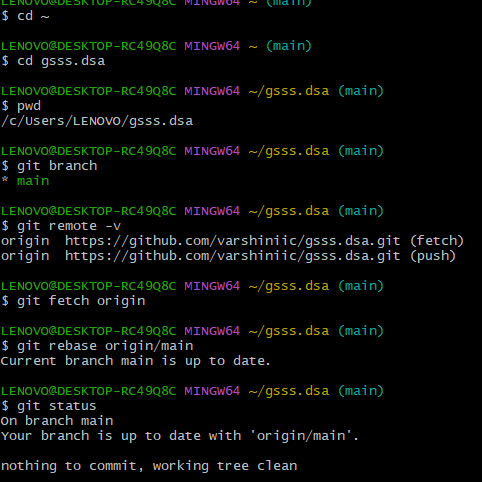 LENOVO@DESKTOP-RC49Q8C MINGW64 ~ (main)
$ cd ~

LENOVO@DESKTOP-RC49Q8C MINGW64 ~ (main)
$ cd gsss.dsa

LENOVO@DESKTOP-RC49Q8C MINGW64 ~/gsss.dsa (main)
$ pwd
/c/Users/LENOVO/gsss.dsa

LENOVO@DESKTOP-RC49Q8C MINGW64 ~/gsss.dsa (main)
$ git branch
* main

LENOVO@DESKTOP-RC49Q8C MINGW64 ~/gsss.dsa (main)
$ git remote -v
origin  https://github.com/varshiniic/gsss.dsa.git (fetch)
origin  https://github.com/varshiniic/gsss.dsa.git (push)

LENOVO@DESKTOP-RC49Q8C MINGW64 ~/gsss.dsa (main)
$ git fetch origin

LENOVO@DESKTOP-RC49Q8C MINGW64 ~/gsss.dsa (main)
$ git rebase origin/main
Current branch main is up to date.

LENOVO@DESKTOP-RC49Q8C MINGW64 ~/gsss.dsa (main)
$ git status
On branch main
Your branch is up to date with 'origin/main'.

nothing to commit, working tree clean